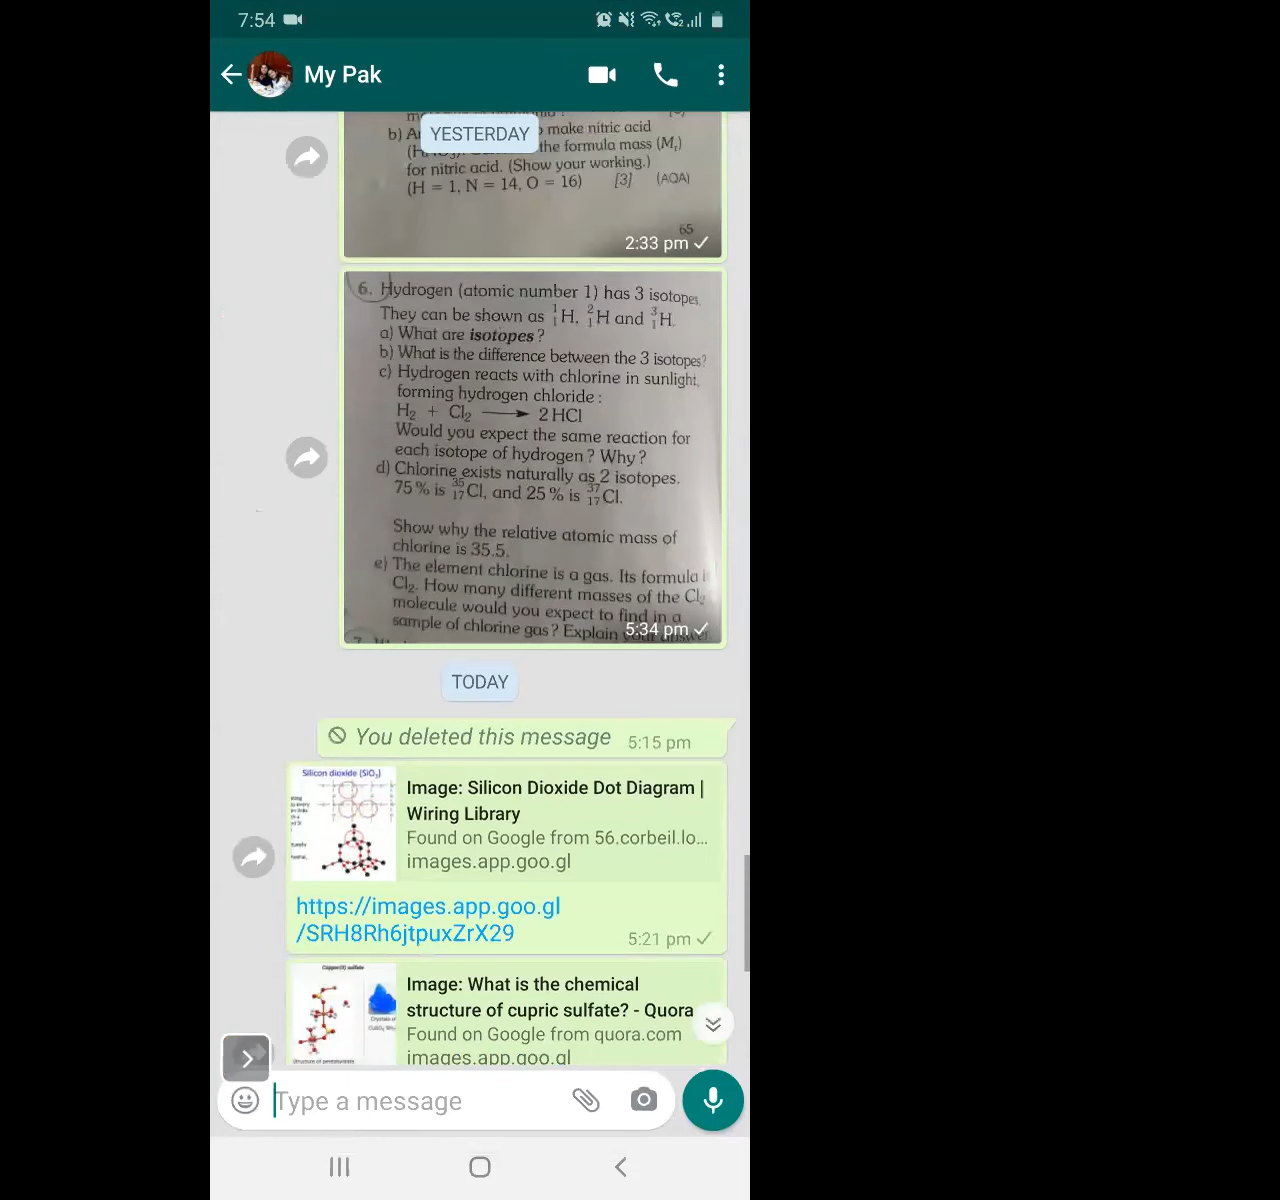 7:54
My Pak
YESTERDAY
b) make nitric acid
the formula mass (Mr)
for nitric acid. (Show your working.)
(H = 1, N = 14, O = 16) [3] (AQA)
65
2:33 pm
6. Hydrogen (atomic number 1) has 3 isotopes.
They can be shown as ¹₁H, ²₁H and ³₁H.
a) What are isotopes?
b) What is the difference between the 3 isotopes?
c) Hydrogen reacts with chlorine in sunlight,
forming hydrogen chloride :
H₂ + Cl₂ ⟶ 2HCl
Would you expect the same reaction for
each isotope of hydrogen? Why?
d) Chlorine exists naturally as 2 isotopes.
75% is ³⁵₁₇Cl, and 25% is ³⁷₁₇Cl.
Show why the relative atomic mass of
chlorine is 35.5.
e) The element chlorine is a gas. Its formula
Cl₂. How many different masses of the Cl₂
molecule would you expect to find in a
sample of chlorine gas? Explain your answer
5:34 pm
TODAY
You deleted this message 5:15 pm
Silicon dioxide (SiO₂)
Image: Silicon Dioxide Dot Diagram |
Wiring Library
Found on Google from 56.corbeil.lo...
images.app.goo.gl
https://images.app.goo.gl
/SRH8Rh6jtpuxZrX29
5:21 pm
Copper(II) sulfate
Image: What is the chemical
structure of cupric sulfate? - Quora
Found on Google from quora.com
images.app.goo.gl
Type a message